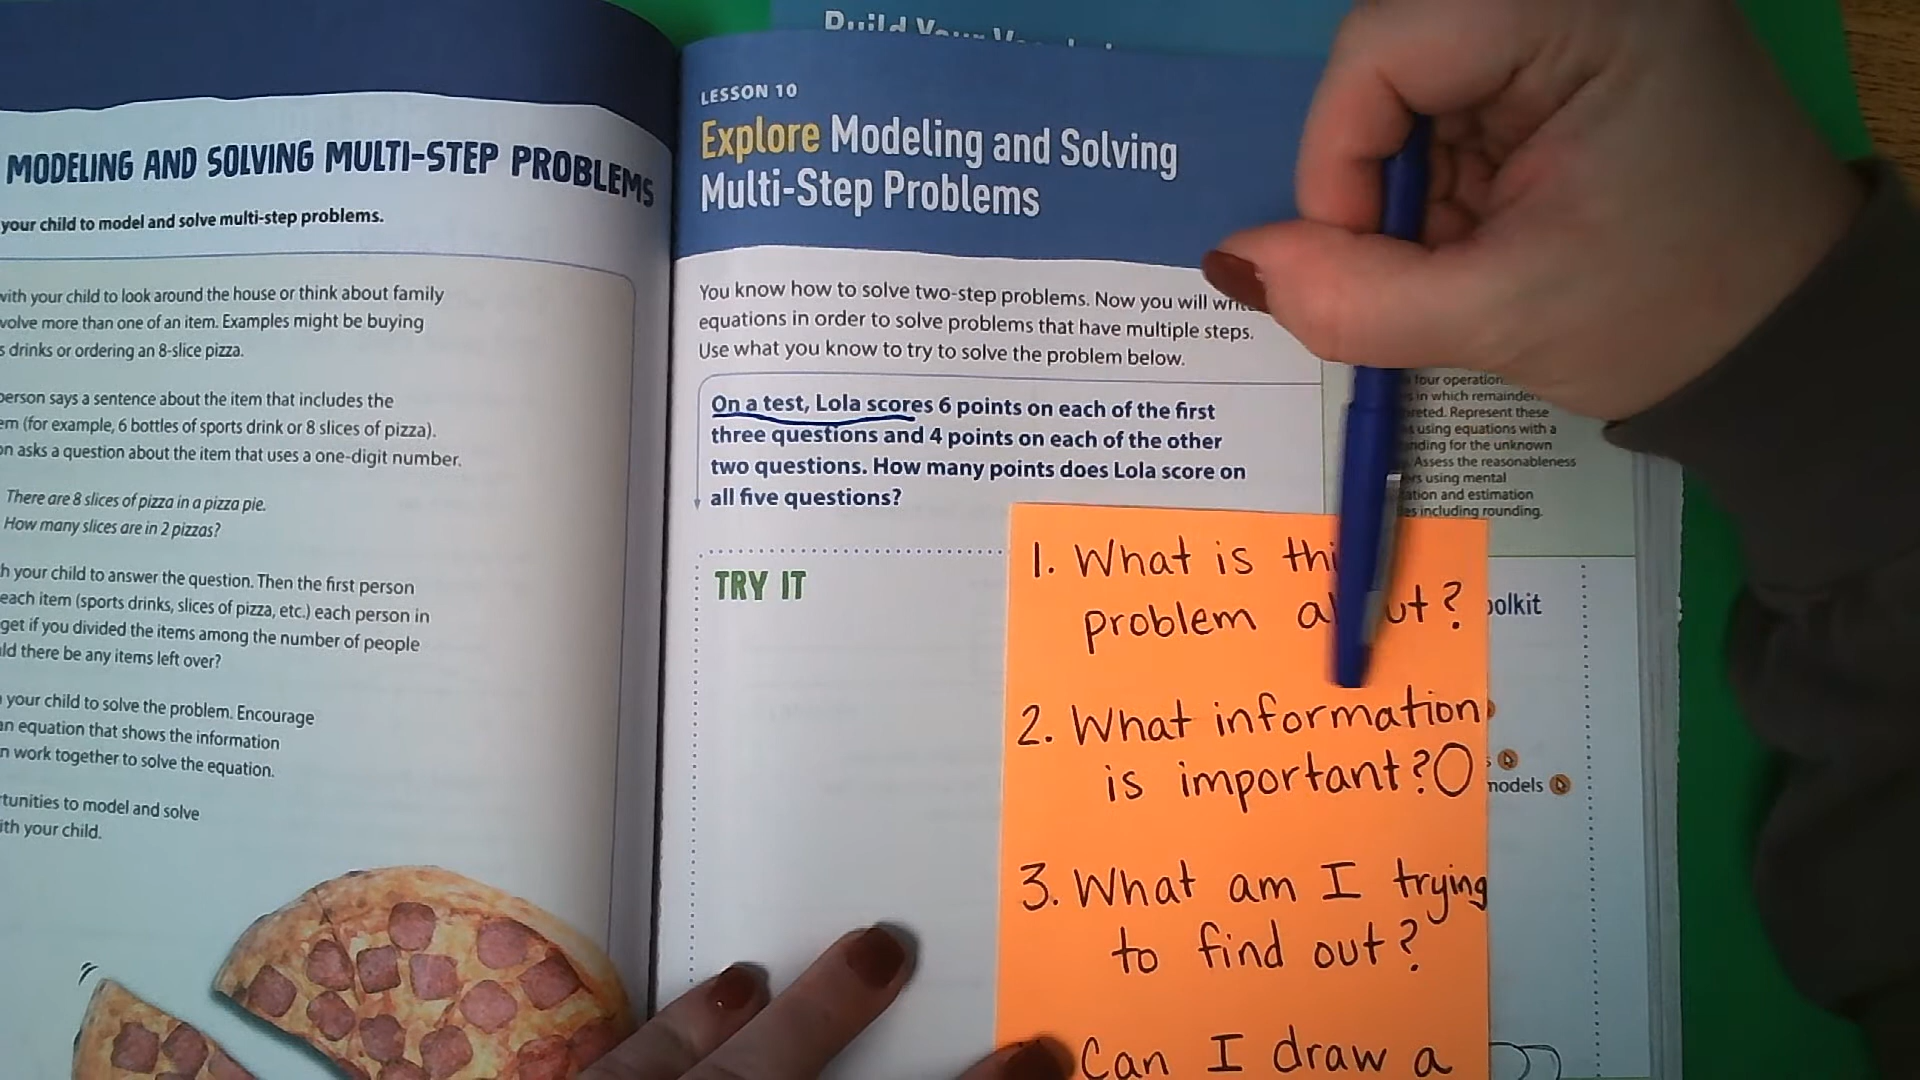 Build Your
MODELING AND SOLVING MULTI-STEP PROBLEMS
your child to model and solve multi-step problems.
with your child to look around the house or think about family
volve more than one of an item. Examples might be buying
s drinks or ordering an 8-slice pizza.
person says a sentence about the item that includes the
em (for example, 6 bottles of sports drink or 8 slices of pizza).
on asks a question about the item that uses a one-digit number.
There are 8 slices of pizza in a pizza pie.
How many slices are in 2 pizzas?
h your child to answer the question. Then the first person
each item (sports drinks, slices of pizza, etc.) each person in
get if you divided the items among the number of people
ld there be any items left over?
your child to solve the problem. Encourage
an equation that shows the information
n work together to solve the equation.
rtunities to model and solve
ith your child.
LESSON 10
Explore Modeling and Solving
Multi-Step Problems
You know how to solve two-step problems. Now you will
equations in order to solve problems that have multiple steps.
Use what you know to try to solve the problem below.
On a test, Lola scores 6 points on each of the first
three questions and 4 points on each of the other
two questions. How many points does Lola score on
all five questions?
TRY IT
four operation
s in which remainder
reted. Represent these
using equations with a
nding for the unknown
Assess the reasonableness
rs using mental
tation and estimation
es including rounding.
oolkit
s
models
1. What is thi
problem a ut?
2. What information
is important?
3. What am I trying
to find out?
Can I draw a